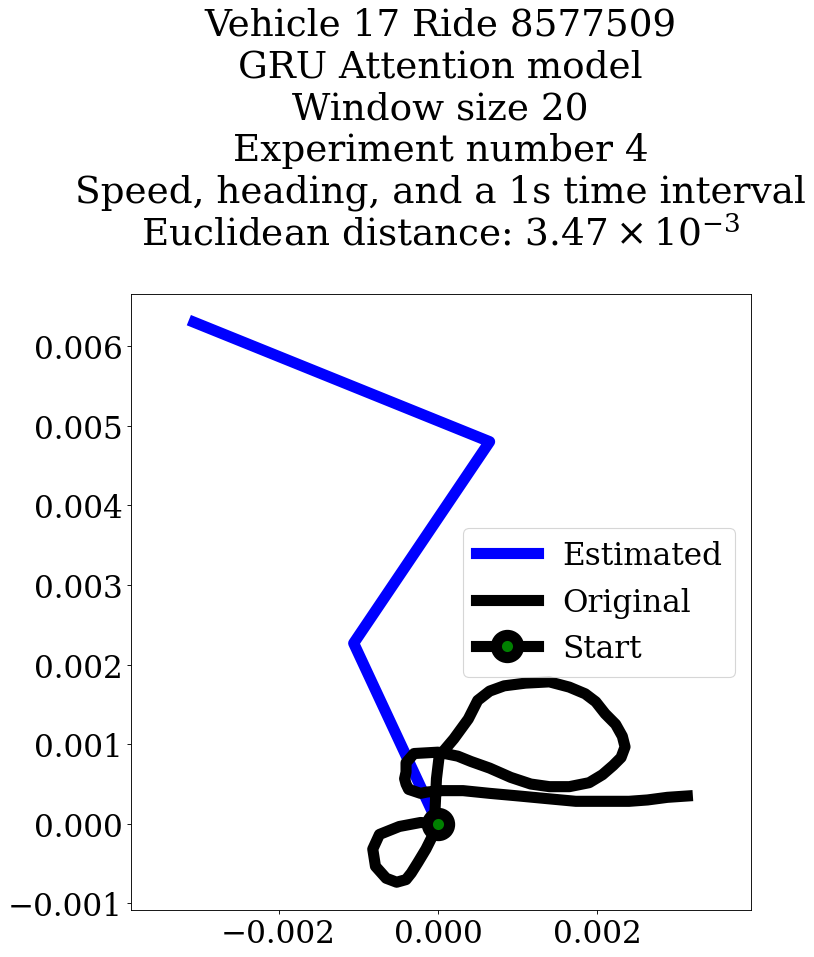 Vehicle 17 Ride 8577509
GRU Attention model
Window size 20
Experiment number 4
Speed, heading, and a 1s time interval
Euclidean distance: 3.47 × 10⁻³
0.006
0.005
0.004
0.003
0.002
0.001
0.000
−0.001
Estimated
Original
Start
−0.002 0.000 0.002